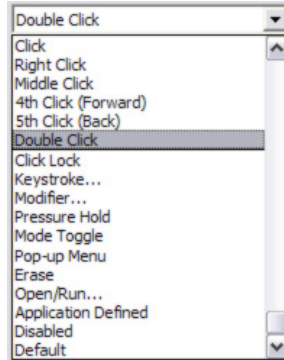 Double Click
Click
Right Click
Middle Click
4th Click (Forward)
5th Click (Back)
Double Click
Click Lock
Keystroke...
Modifier...
Pressure Hold
Mode Toggle
Pop-up Menu
Erase
Open/Run...
Application Defined
Disabled
Default